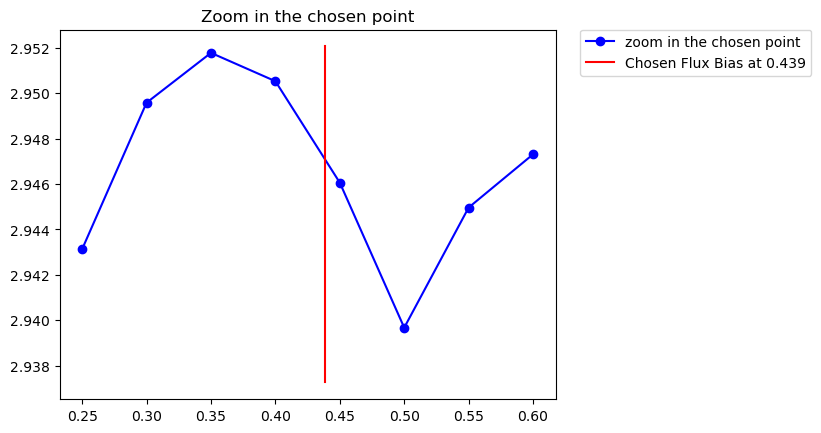 Zoom in the chosen point
zoom in the chosen point
Chosen Flux Bias at 0.439
2.952
2.950
2.948
2.946
2.944
2.942
2.940
2.938
0.25 0.30 0.35 0.40 0.45 0.50 0.55 0.60